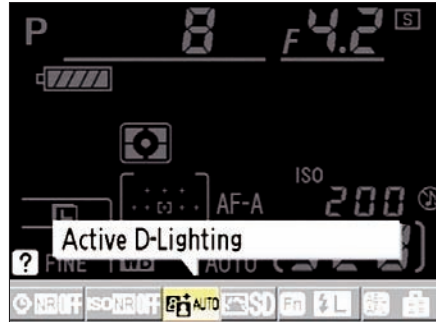 P 8 F4.2 S
ISO
AF-A 200
L
Active D-Lighting
? FINE WB AUTO
NR OFF ISO NR OFF AUTO SD Fn L